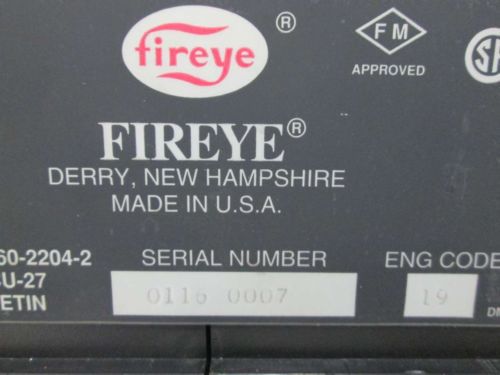 fireye®
FM
APPROVED
FIREYE®
DERRY, NEW HAMPSHIRE
MADE IN U.S.A.
60-2204-2 SERIAL NUMBER ENG CODE
U-27
ETIN 0007 19